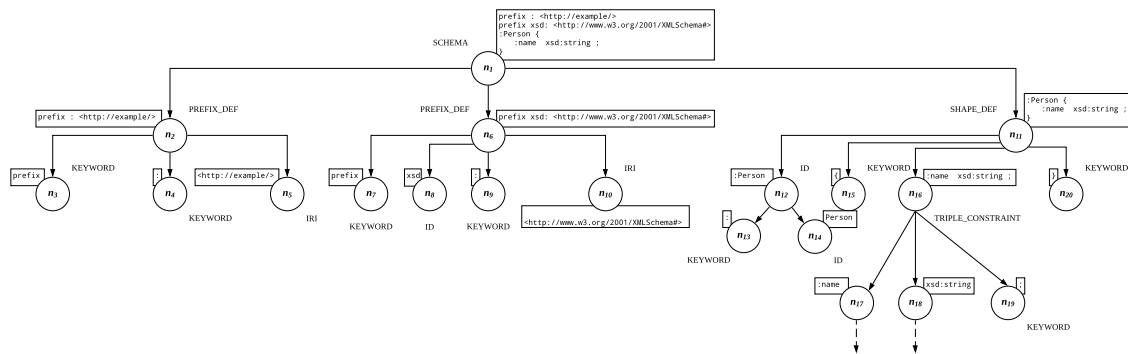 prefix : <http://example/>
prefix xsd: <http://www.w3.org/2001/XMLSchema#>
:Person {
:name xsd:string ;
}
SCHEMA
n1
prefix : <http://example/>
PREFIX_DEF
n2
PREFIX_DEF
prefix xsd: <http://www.w3.org/2001/XMLSchema#>
n6
SHAPE_DEF
:Person {
:name xsd:string ;
}
n11
prefix
KEYWORD
n3
:
n4
KEYWORD
<http://example/>
n5
IRI
prefix
n7
KEYWORD
xsd
n8
ID
:
n9
KEYWORD
IRI
n10
<http://www.w3.org/2001/XMLSchema#>
:Person
ID
n12
{
n15
KEYWORD
:name xsd:string ;
n16
TRIPLE_CONSTRAINT
}
n20
KEYWORD
:
n13
KEYWORD
Person
n14
ID
:name
n17
xsd:string
n18
;
n19
KEYWORD